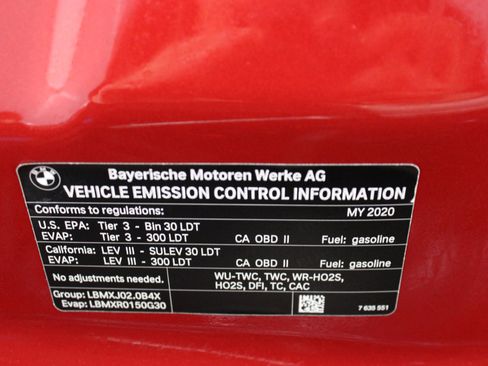 BMW
Bayerische Motoren Werke AG
VEHICLE EMISSION CONTROL INFORMATION
Conforms to regulations: MY 2020
U.S. EPA: Tier 3 - Bin 30 LDT
EVAP: Tier 3 - 300 LDT CA OBD II Fuel: gasoline
California: LEV III - SULEV 30 LDT
EVAP: LEV III - 300 LDT CA OBD II Fuel: gasoline
No adjustments needed. WU-TWC, TWC, WR-HO2S,
HO2S, DFI, TC, CAC
Group: LBMXJ02.0B4X
Evap: LBMXR0150G30
7 635 551